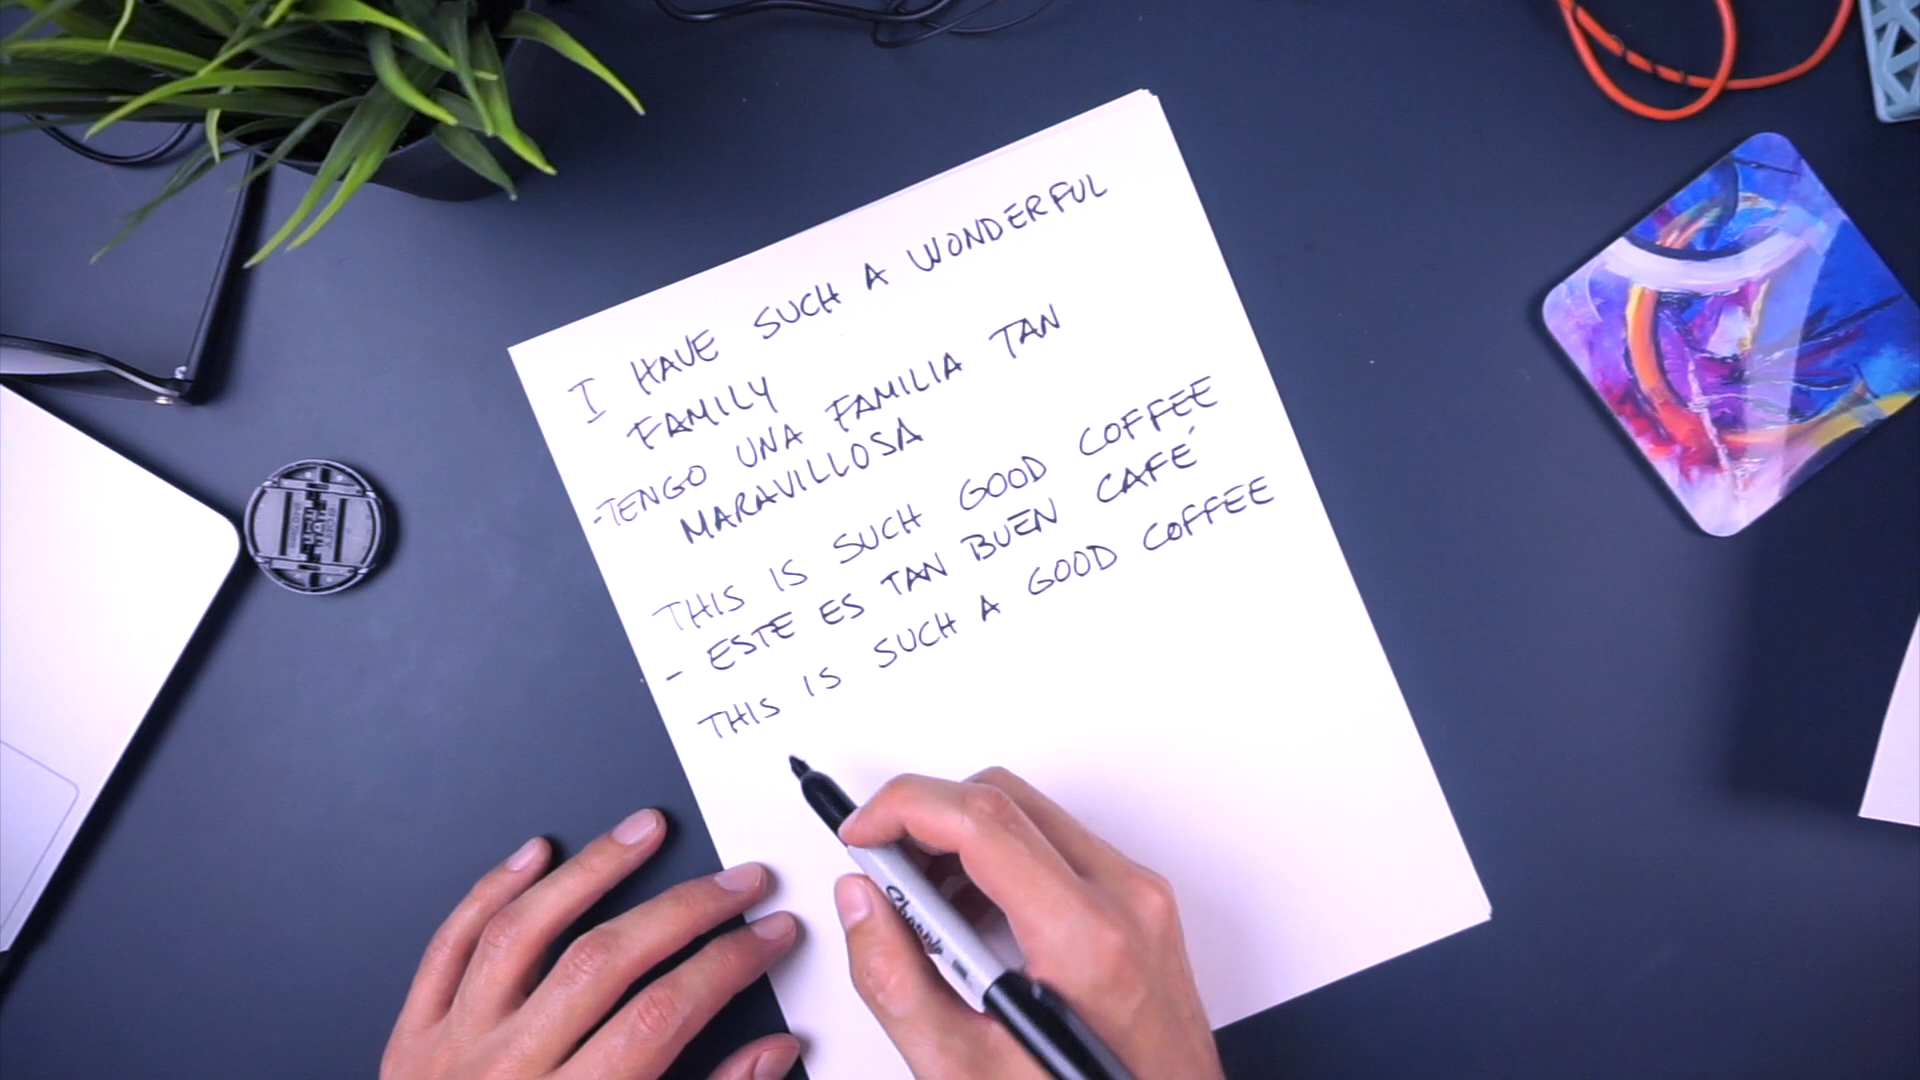 I HAVE SUCH A WONDERFUL
FAMILY
-TENGO UNA FAMILIA TAN
MARAVILLOSA
THIS IS SUCH GOOD COFFEE
- ESTE ES TAN BUEN CAFÉ
THIS IS SUCH A GOOD COFFEE
Sharpie